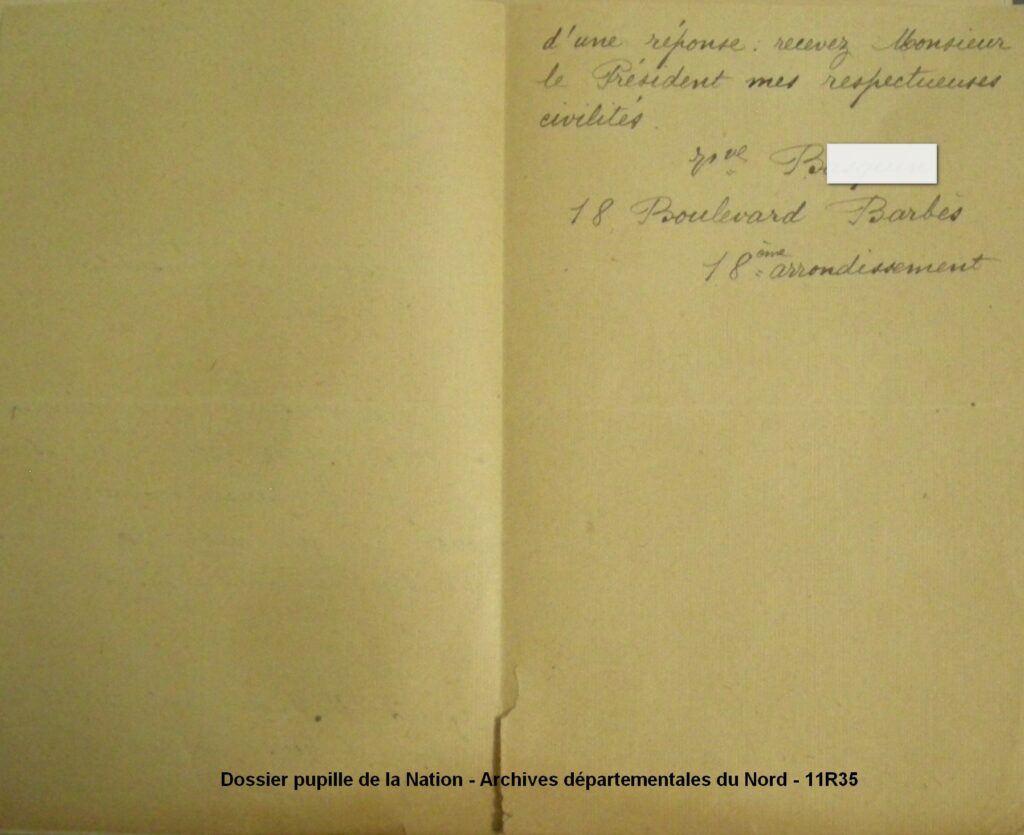 d'une réponse : recevez Monsieur
le Président mes respectueuses
civilités.
B
18 Boulevard Barbès
18ème arrondissement
Dossier pupille de la Nation - Archives départementales du Nord - 11R35